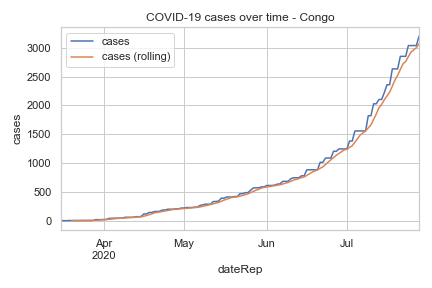 COVID-19 cases over time - Congo
cases
cases (rolling)
3000
2500
2000
1500
1000
500
0
cases
Apr
2020
May
Jun
Jul
dateRep